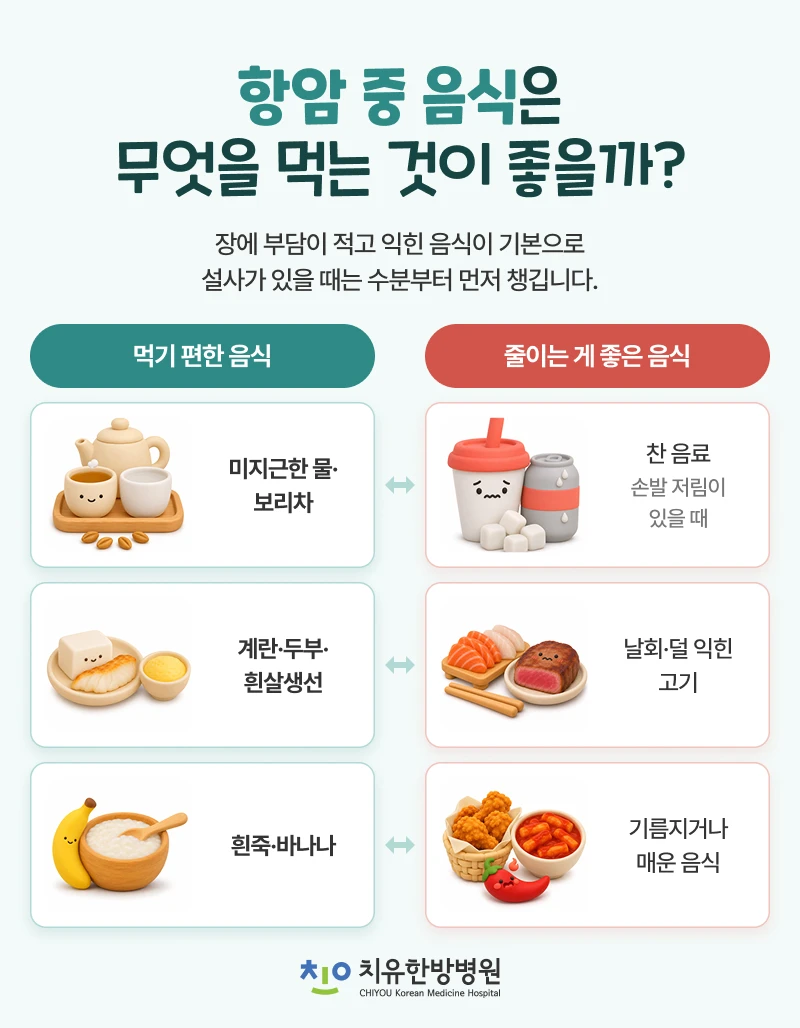 항암 중 음식은
무엇을 먹는 것이 좋을까?
장에 부담이 적고 익힌 음식이 기본으로
설사가 있을 때는 수분부터 먼저 챙깁니다.
먹기 편한 음식
줄이는 게 좋은 음식
미지근한 물·
보리차
찬 음료
손발 저림이
있을 때
계란·두부·
흰살생선
날회·덜 익힌
고기
흰죽·바나나
기름지거나
매운 음식
치유한방병원
CHIYOU Korean Medicine Hospital